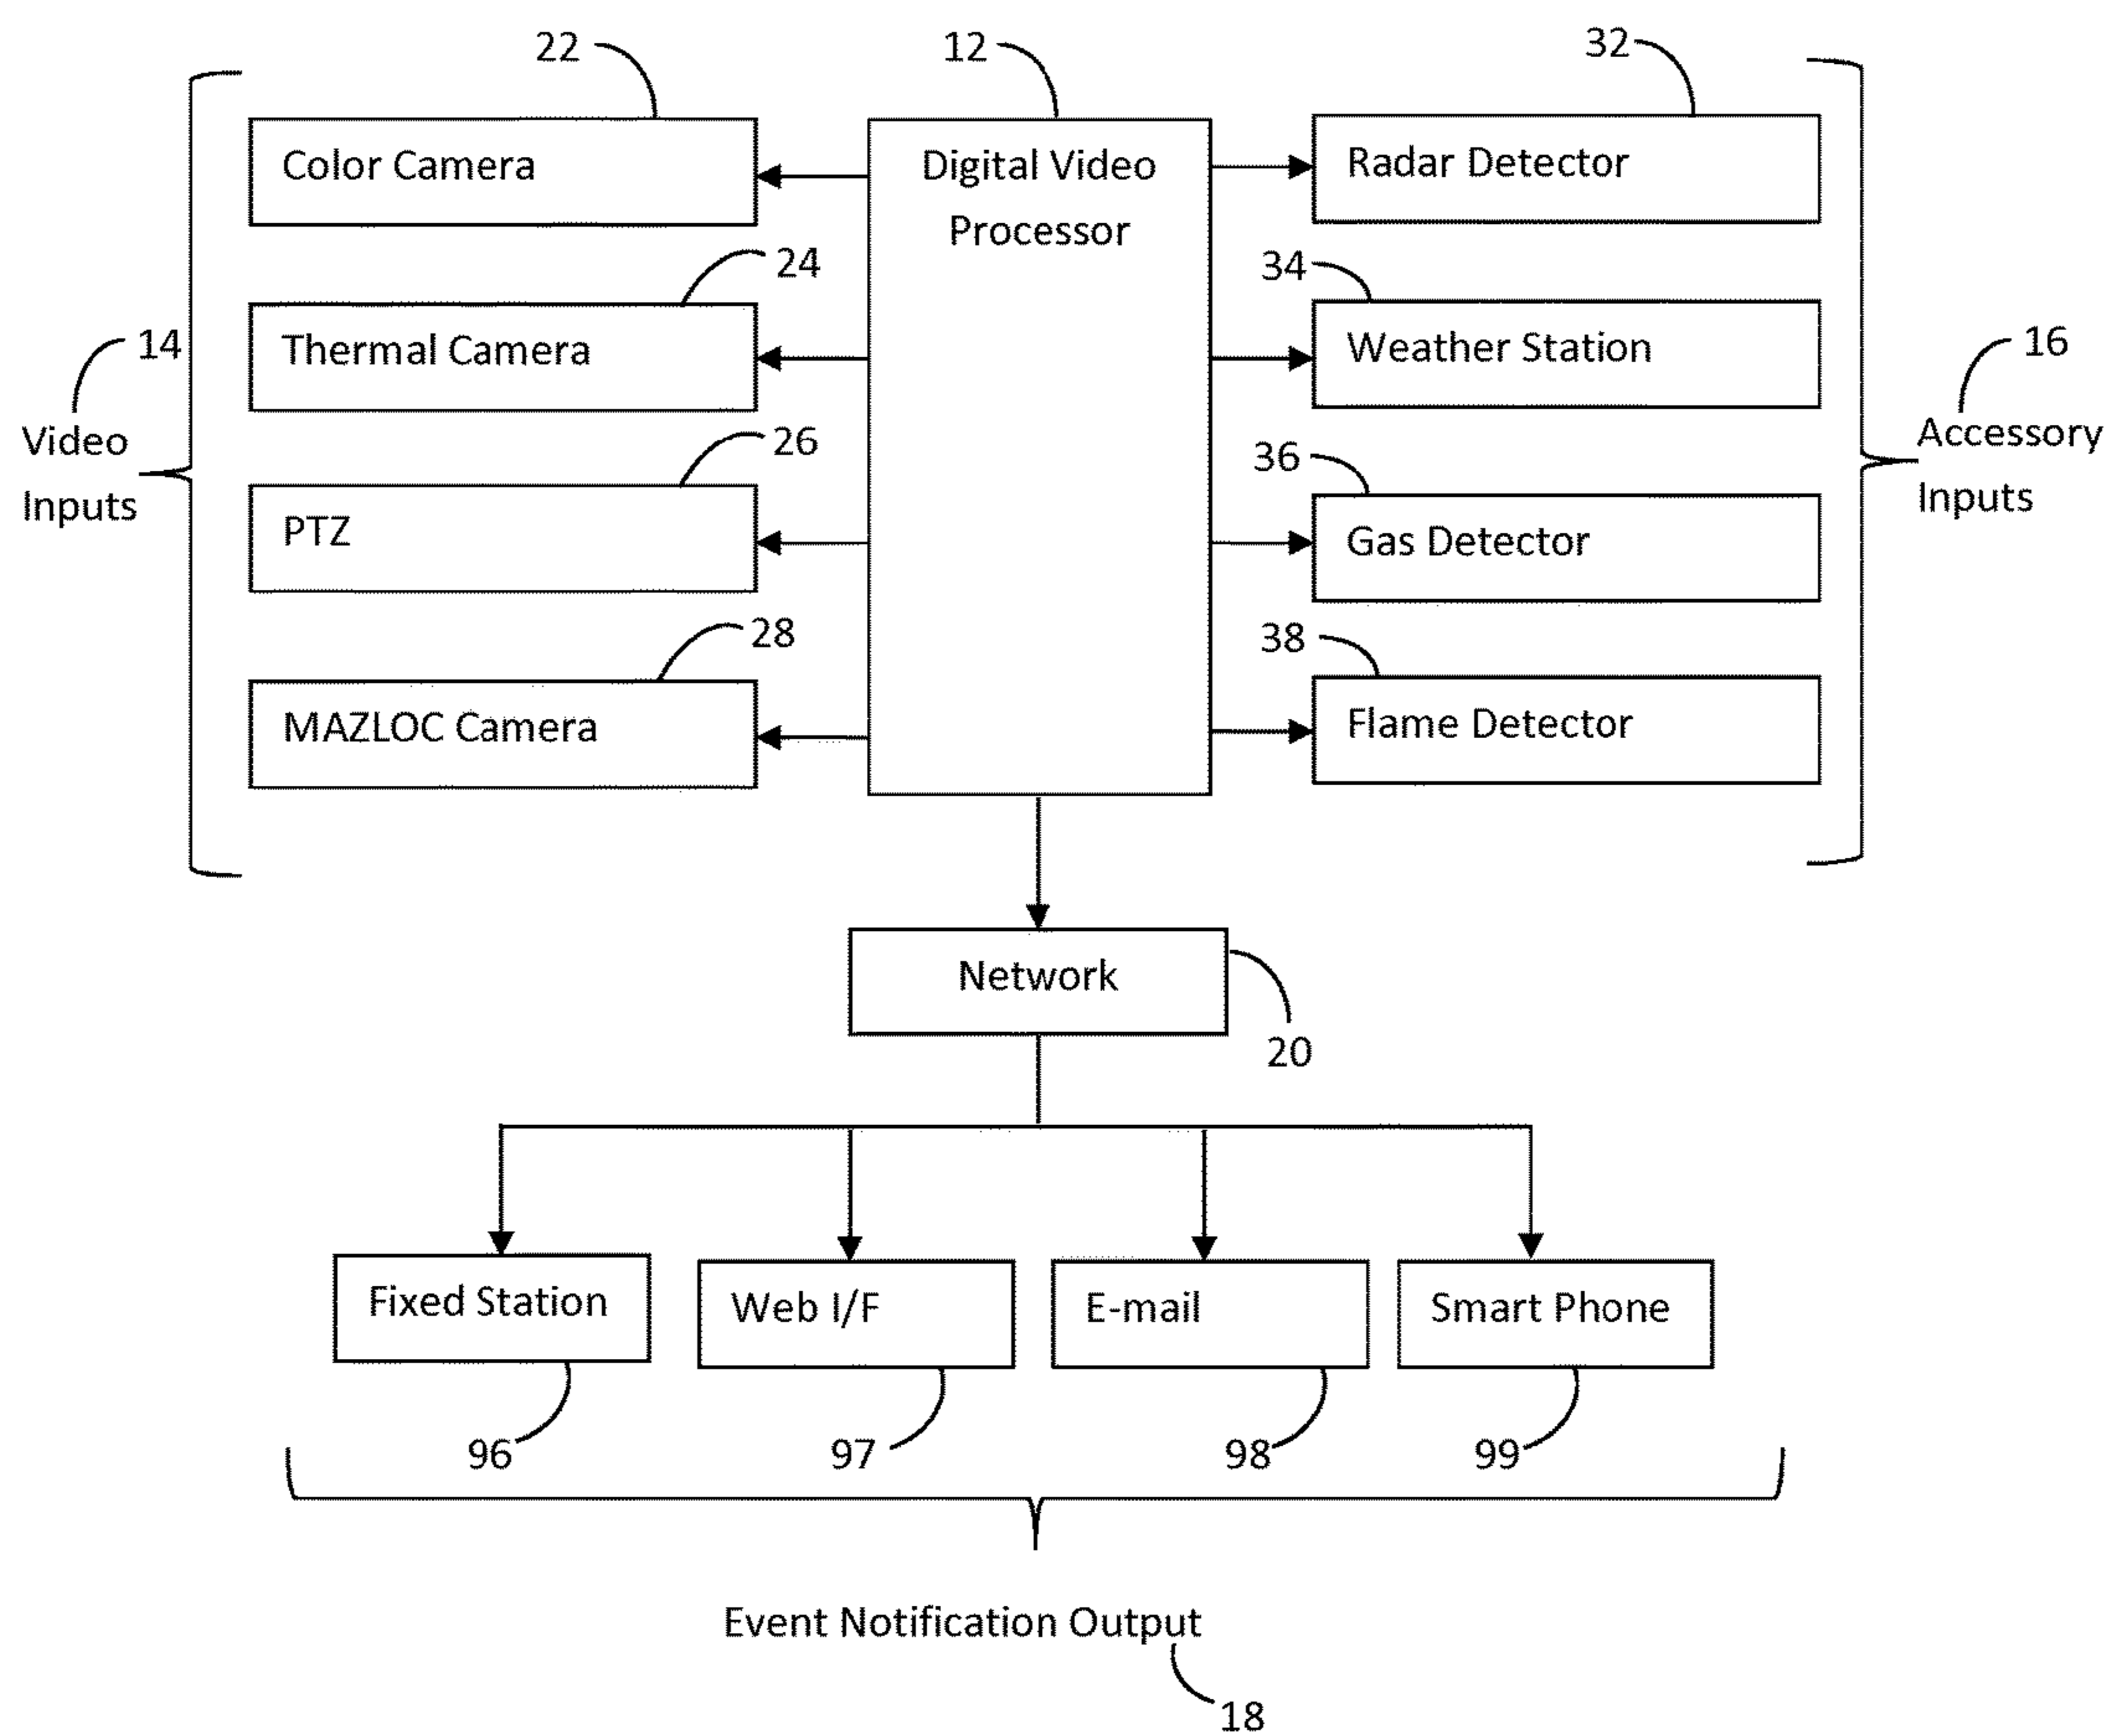 22
12
32
Color Camera
Digital Video
Processor
Radar Detector
24
34
14
Thermal Camera
Weather Station
16
Video
Inputs
26
36
Accessory
Inputs
PTZ
Gas Detector
28
38
MAZLOC Camera
Flame Detector
Network
20
Fixed Station
Web I/F
E-mail
Smart Phone
96
97
98
99
Event Notification Output
18